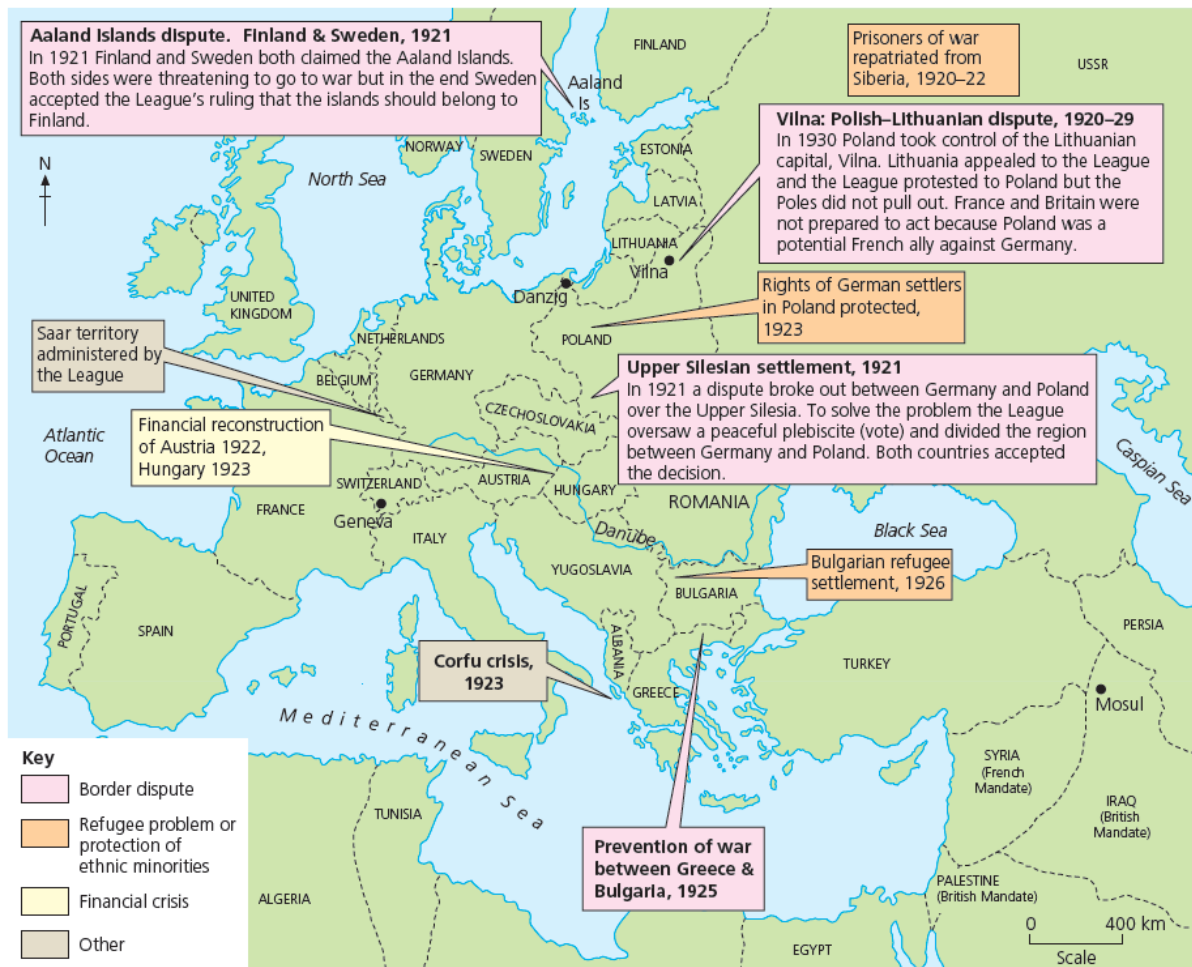 Aaland Islands dispute. Finland & Sweden, 1921
In 1921 Finland and Sweden both claimed the Aaland Islands.
Both sides were threatening to go to war but in the end Sweden
accepted the League's ruling that the islands should belong to
Finland.
FINLAND
Aaland
Is
Prisoners of war
repatriated from
Siberia, 1920–22
USSR
Vilna: Polish–Lithuanian dispute, 1920–29
In 1930 Poland took control of the Lithuanian
capital, Vilna. Lithuania appealed to the League
and the League protested to Poland but the
Poles did not pull out. France and Britain were
not prepared to act because Poland was a
potential French ally against Germany.
N
NORWAY
SWEDEN
ESTONIA
North Sea
LATVIA
LITHUANIA
Vilna
Danzig
UNITED
KINGDOM
Rights of German settlers
in Poland protected,
1923
Saar territory
administered by
the League
NETHERLANDS
POLAND
BELGIUM
GERMANY
Upper Silesian settlement, 1921
In 1921 a dispute broke out between Germany and Poland
over the Upper Silesia. To solve the problem the League
oversaw a peaceful plebiscite (vote) and divided the region
between Germany and Poland. Both countries accepted
the decision.
CZECHOSLOVAKIA
Atlantic
Ocean
Financial reconstruction
of Austria 1922,
Hungary 1923
Caspian Sea
SWITZERLAND
AUSTRIA
HUNGARY
ROMANIA
FRANCE
Geneva
ITALY
Danube
Black Sea
YUGOSLAVIA
BULGARIA
Bulgarian refugee
settlement, 1926
PORTUGAL
SPAIN
ALBANIA
PERSIA
Corfu crisis,
1923
TURKEY
GREECE
Mosul
Mediterranean Sea
SYRIA
(French
Mandate)
IRAQ
(British
Mandate)
TUNISIA
Prevention of war
between Greece &
Bulgaria, 1925
ALGERIA
PALESTINE
(British Mandate)
EGYPT
0 400 km
Scale
Key
Border dispute
Refugee problem or
protection of
ethnic minorities
Financial crisis
Other